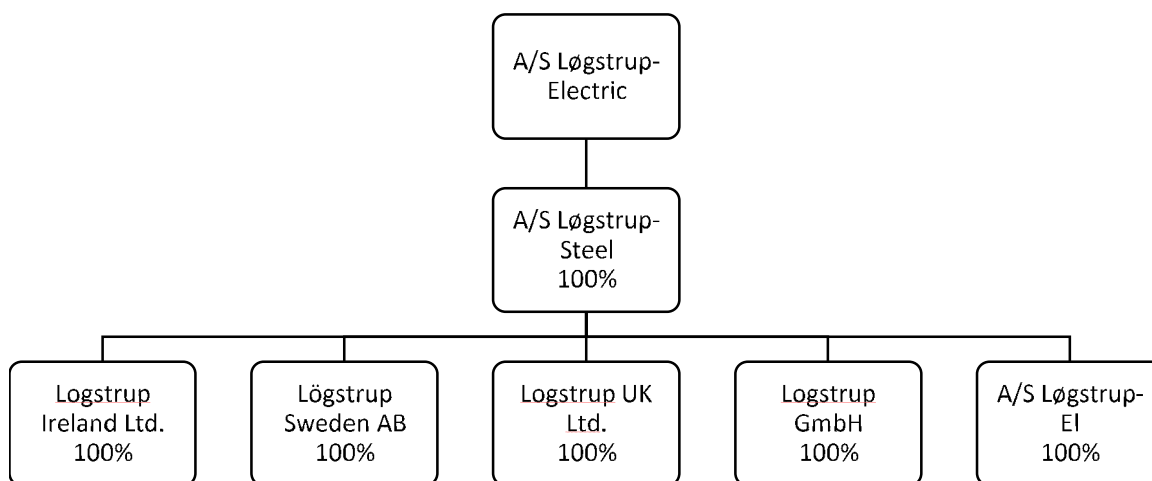 A/S Løgstrup-
Electric
A/S Løgstrup-
Steel
100%
Logstrup
Ireland Ltd.
100%
Lögstrup
Sweden AB
100%
Logstrup UK
Ltd.
100%
Logstrup
GmbH
100%
A/S Løgstrup-
El
100%